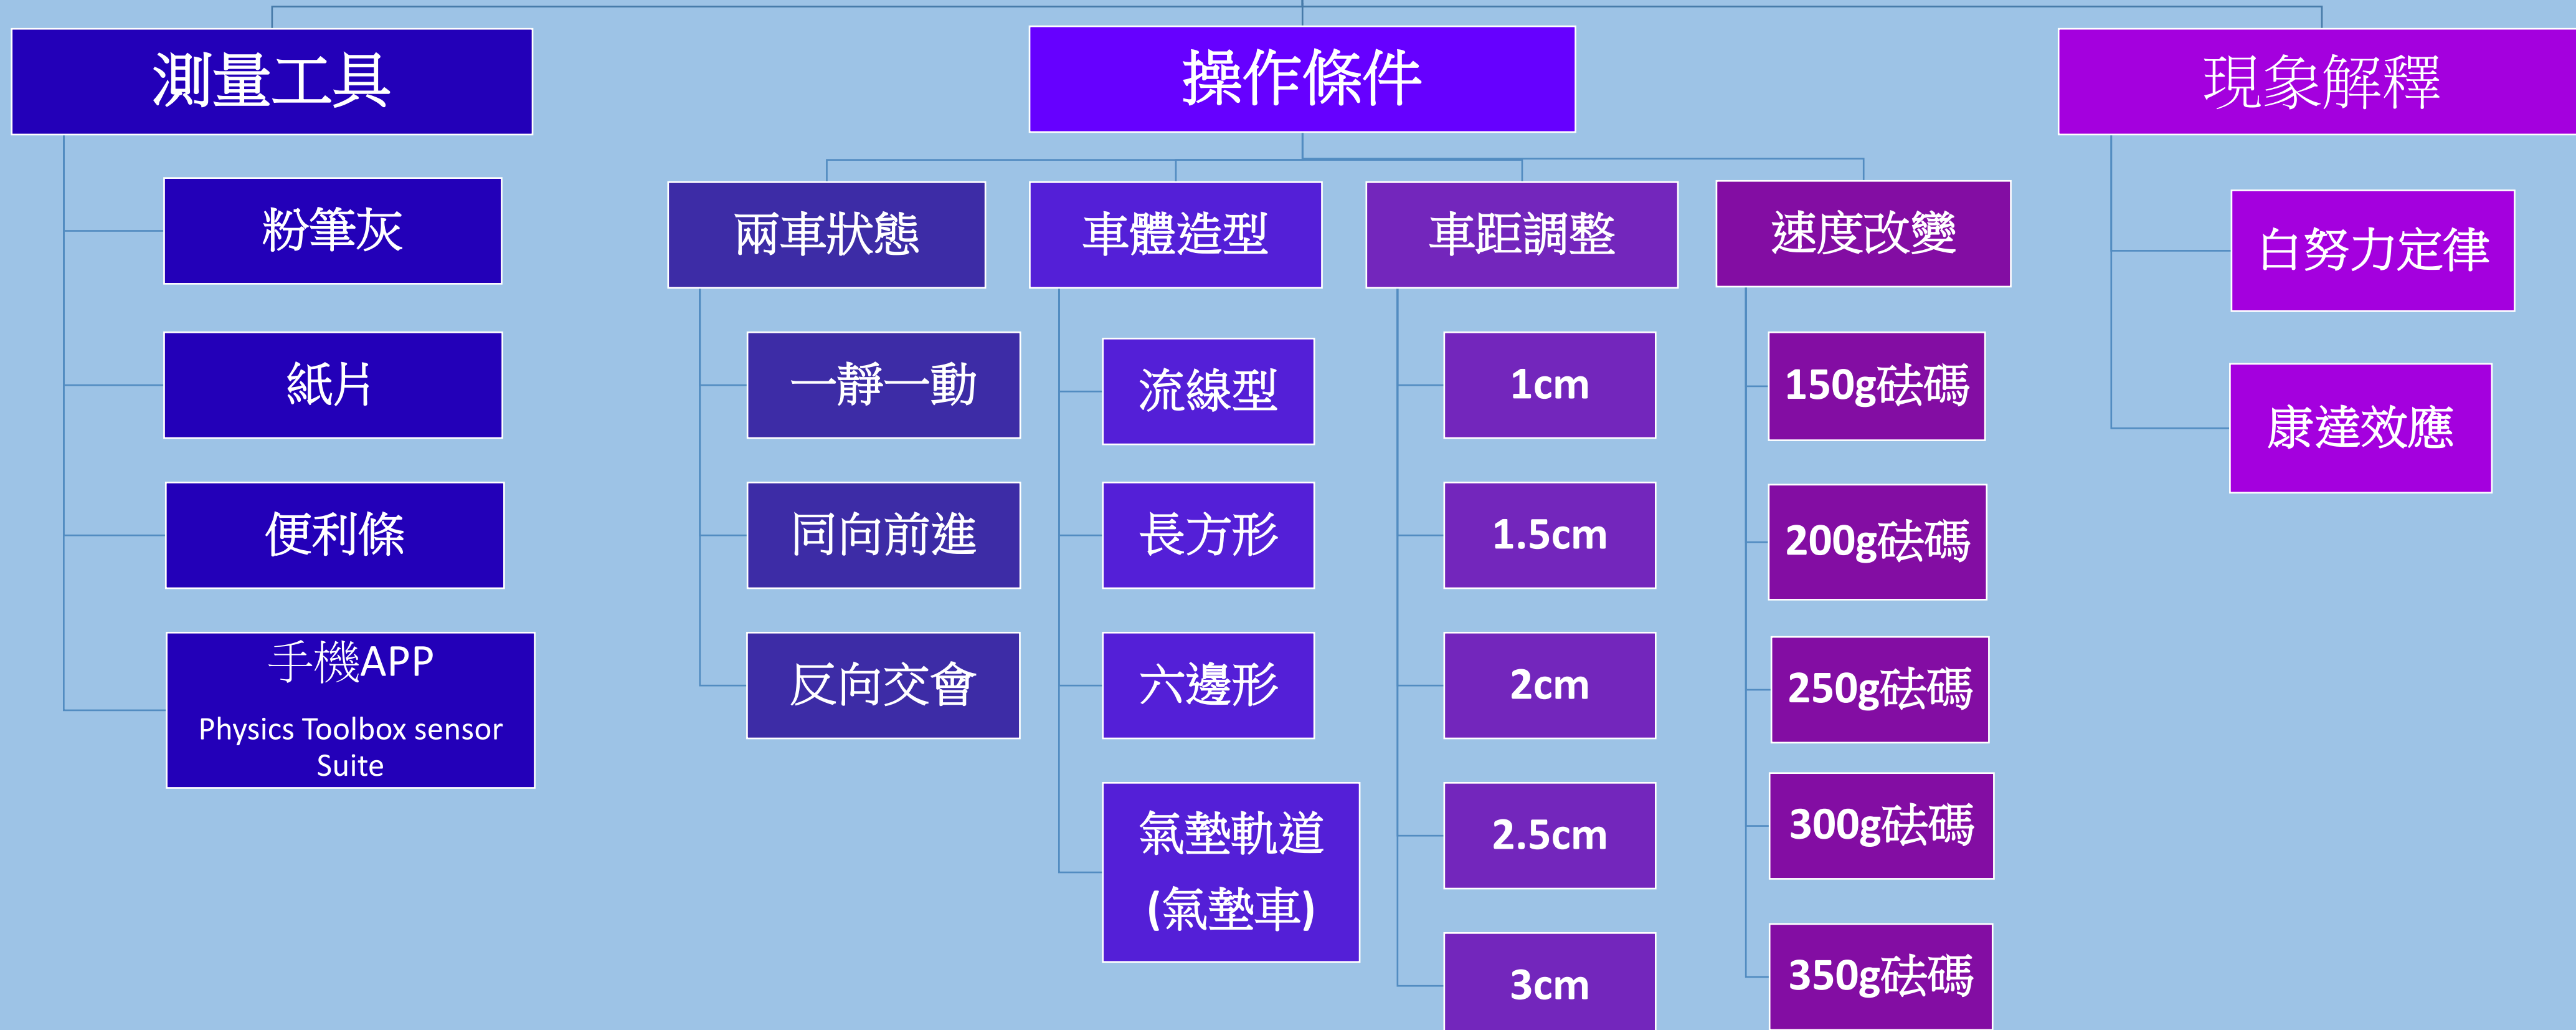 測量工具
粉筆灰
紙片
便利條
手機APP
Physics Toolbox sensor
Suite
操作條件
兩車狀態
一靜一動
同向前進
反向交會
車體造型
流線型
長方形
六邊形
氣墊軌道
(氣墊車)
車距調整
1cm
1.5cm
2cm
2.5cm
3cm
速度改變
150g砝碼
200g砝碼
250g砝碼
300g砝碼
350g砝碼
現象解釋
白努力定律
康達效應